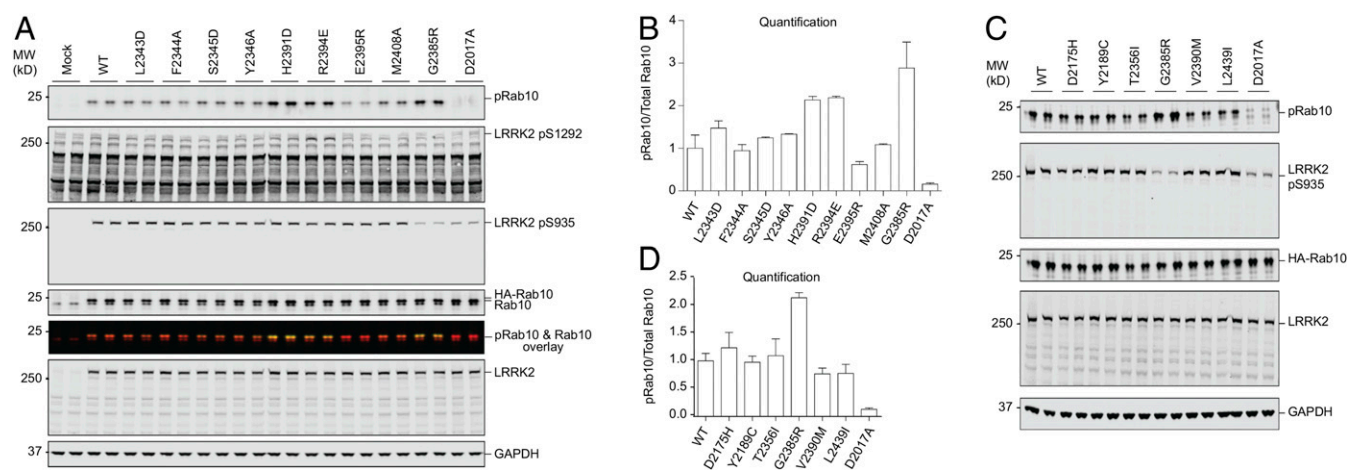 A
MW
(kD)
Mock
WT
L2343D
F2344A
S2345D
Y2346A
H2391D
R2394E
E2395R
M2408A
G2385R
D2017A
25
pRab10
250
LRRK2 pS1292
250
LRRK2 pS935
25
HA-Rab10
Rab10
25
pRab10 & Rab10
overlay
250
LRRK2
37
GAPDH
B
Quantification
pRab10/Total Rab10
4
3
2
1
0
WT
L2343D
F2344A
S2345D
Y2346A
H2391D
R2394E
E2395R
M2408A
G2385R
D2017A
D
Quantification
pRab10/Total Rab10
2.5
2.0
1.5
1.0
0.5
0.0
WT
D2175H
Y2189C
T2356I
G2385R
V2390M
L2439I
D2017A
C
MW
(kD)
WT
D2175H
Y2189C
T2356I
G2385R
V2390M
L2439I
D2017A
25
pRab10
250
LRRK2
pS935
25
HA-Rab10
250
LRRK2
37
GAPDH